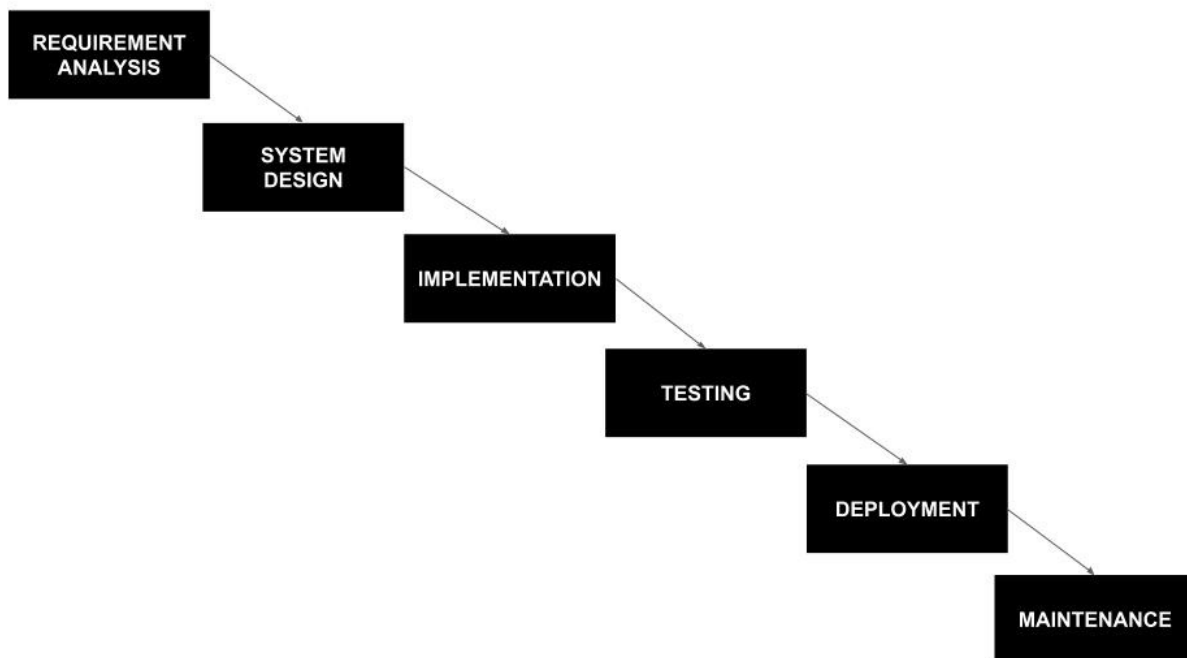 REQUIREMENT
ANALYSIS
SYSTEM
DESIGN
IMPLEMENTATION
TESTING
DEPLOYMENT
MAINTENANCE